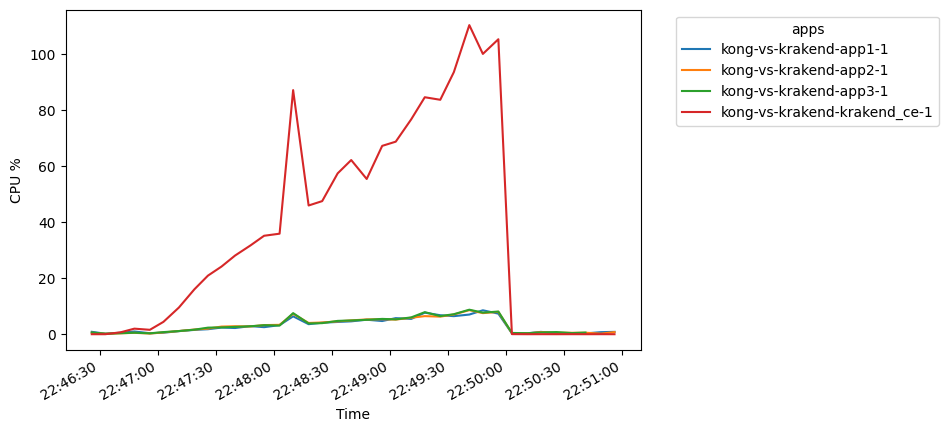 apps
kong-vs-krakend-app1-1
kong-vs-krakend-app2-1
kong-vs-krakend-app3-1
kong-vs-krakend-krakend_ce-1
CPU %
100
80
60
40
20
0
22:46:30
22:47:00
22:47:30
22:48:00
22:48:30
22:49:00
22:49:30
22:50:00
22:50:30
22:51:00
Time